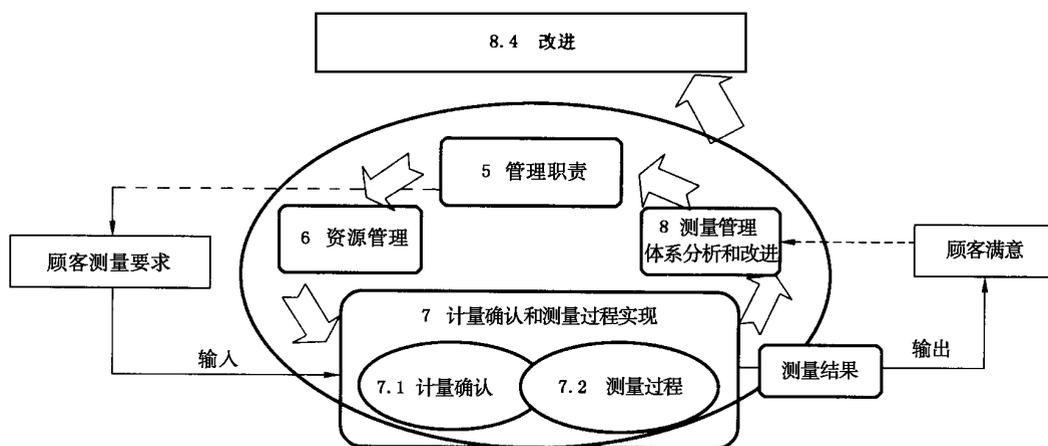 8.4 改进
5 管理职责
6 资源管理
8 测量管理
体系分析和改进
顾客测量要求
顾客满意
7 计量确认和测量过程实现
输入
7.1 计量确认
7.2 测量过程
测量结果
输出